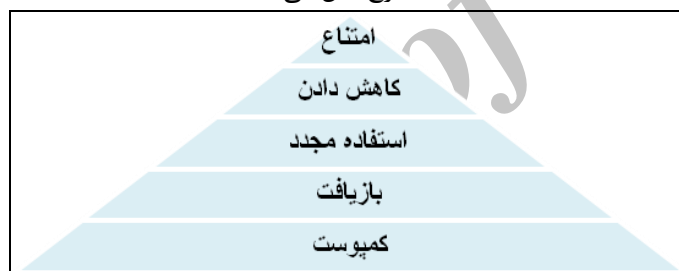 امتناع
کاهش دادن
استفاده مجدد
بازیافت
کمپوست